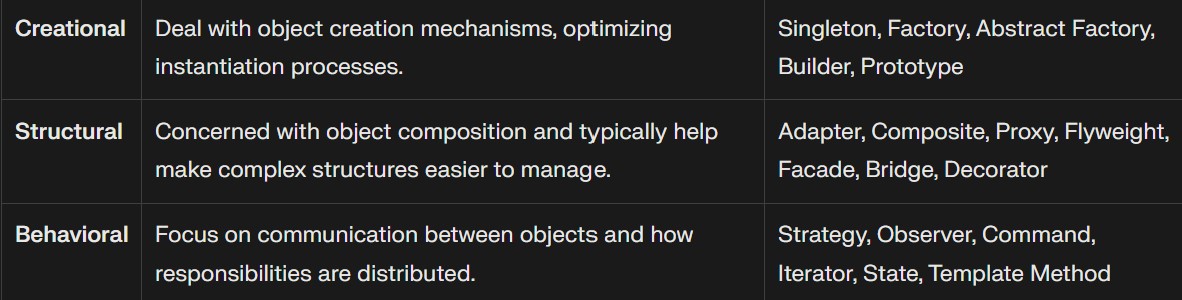 Creational
Deal with object creation mechanisms, optimizing
instantiation processes.
Singleton, Factory, Abstract Factory,
Builder, Prototype
Structural
Concerned with object composition and typically help
make complex structures easier to manage.
Adapter, Composite, Proxy, Flyweight,
Facade, Bridge, Decorator
Behavioral
Focus on communication between objects and how
responsibilities are distributed.
Strategy, Observer, Command,
Iterator, State, Template Method